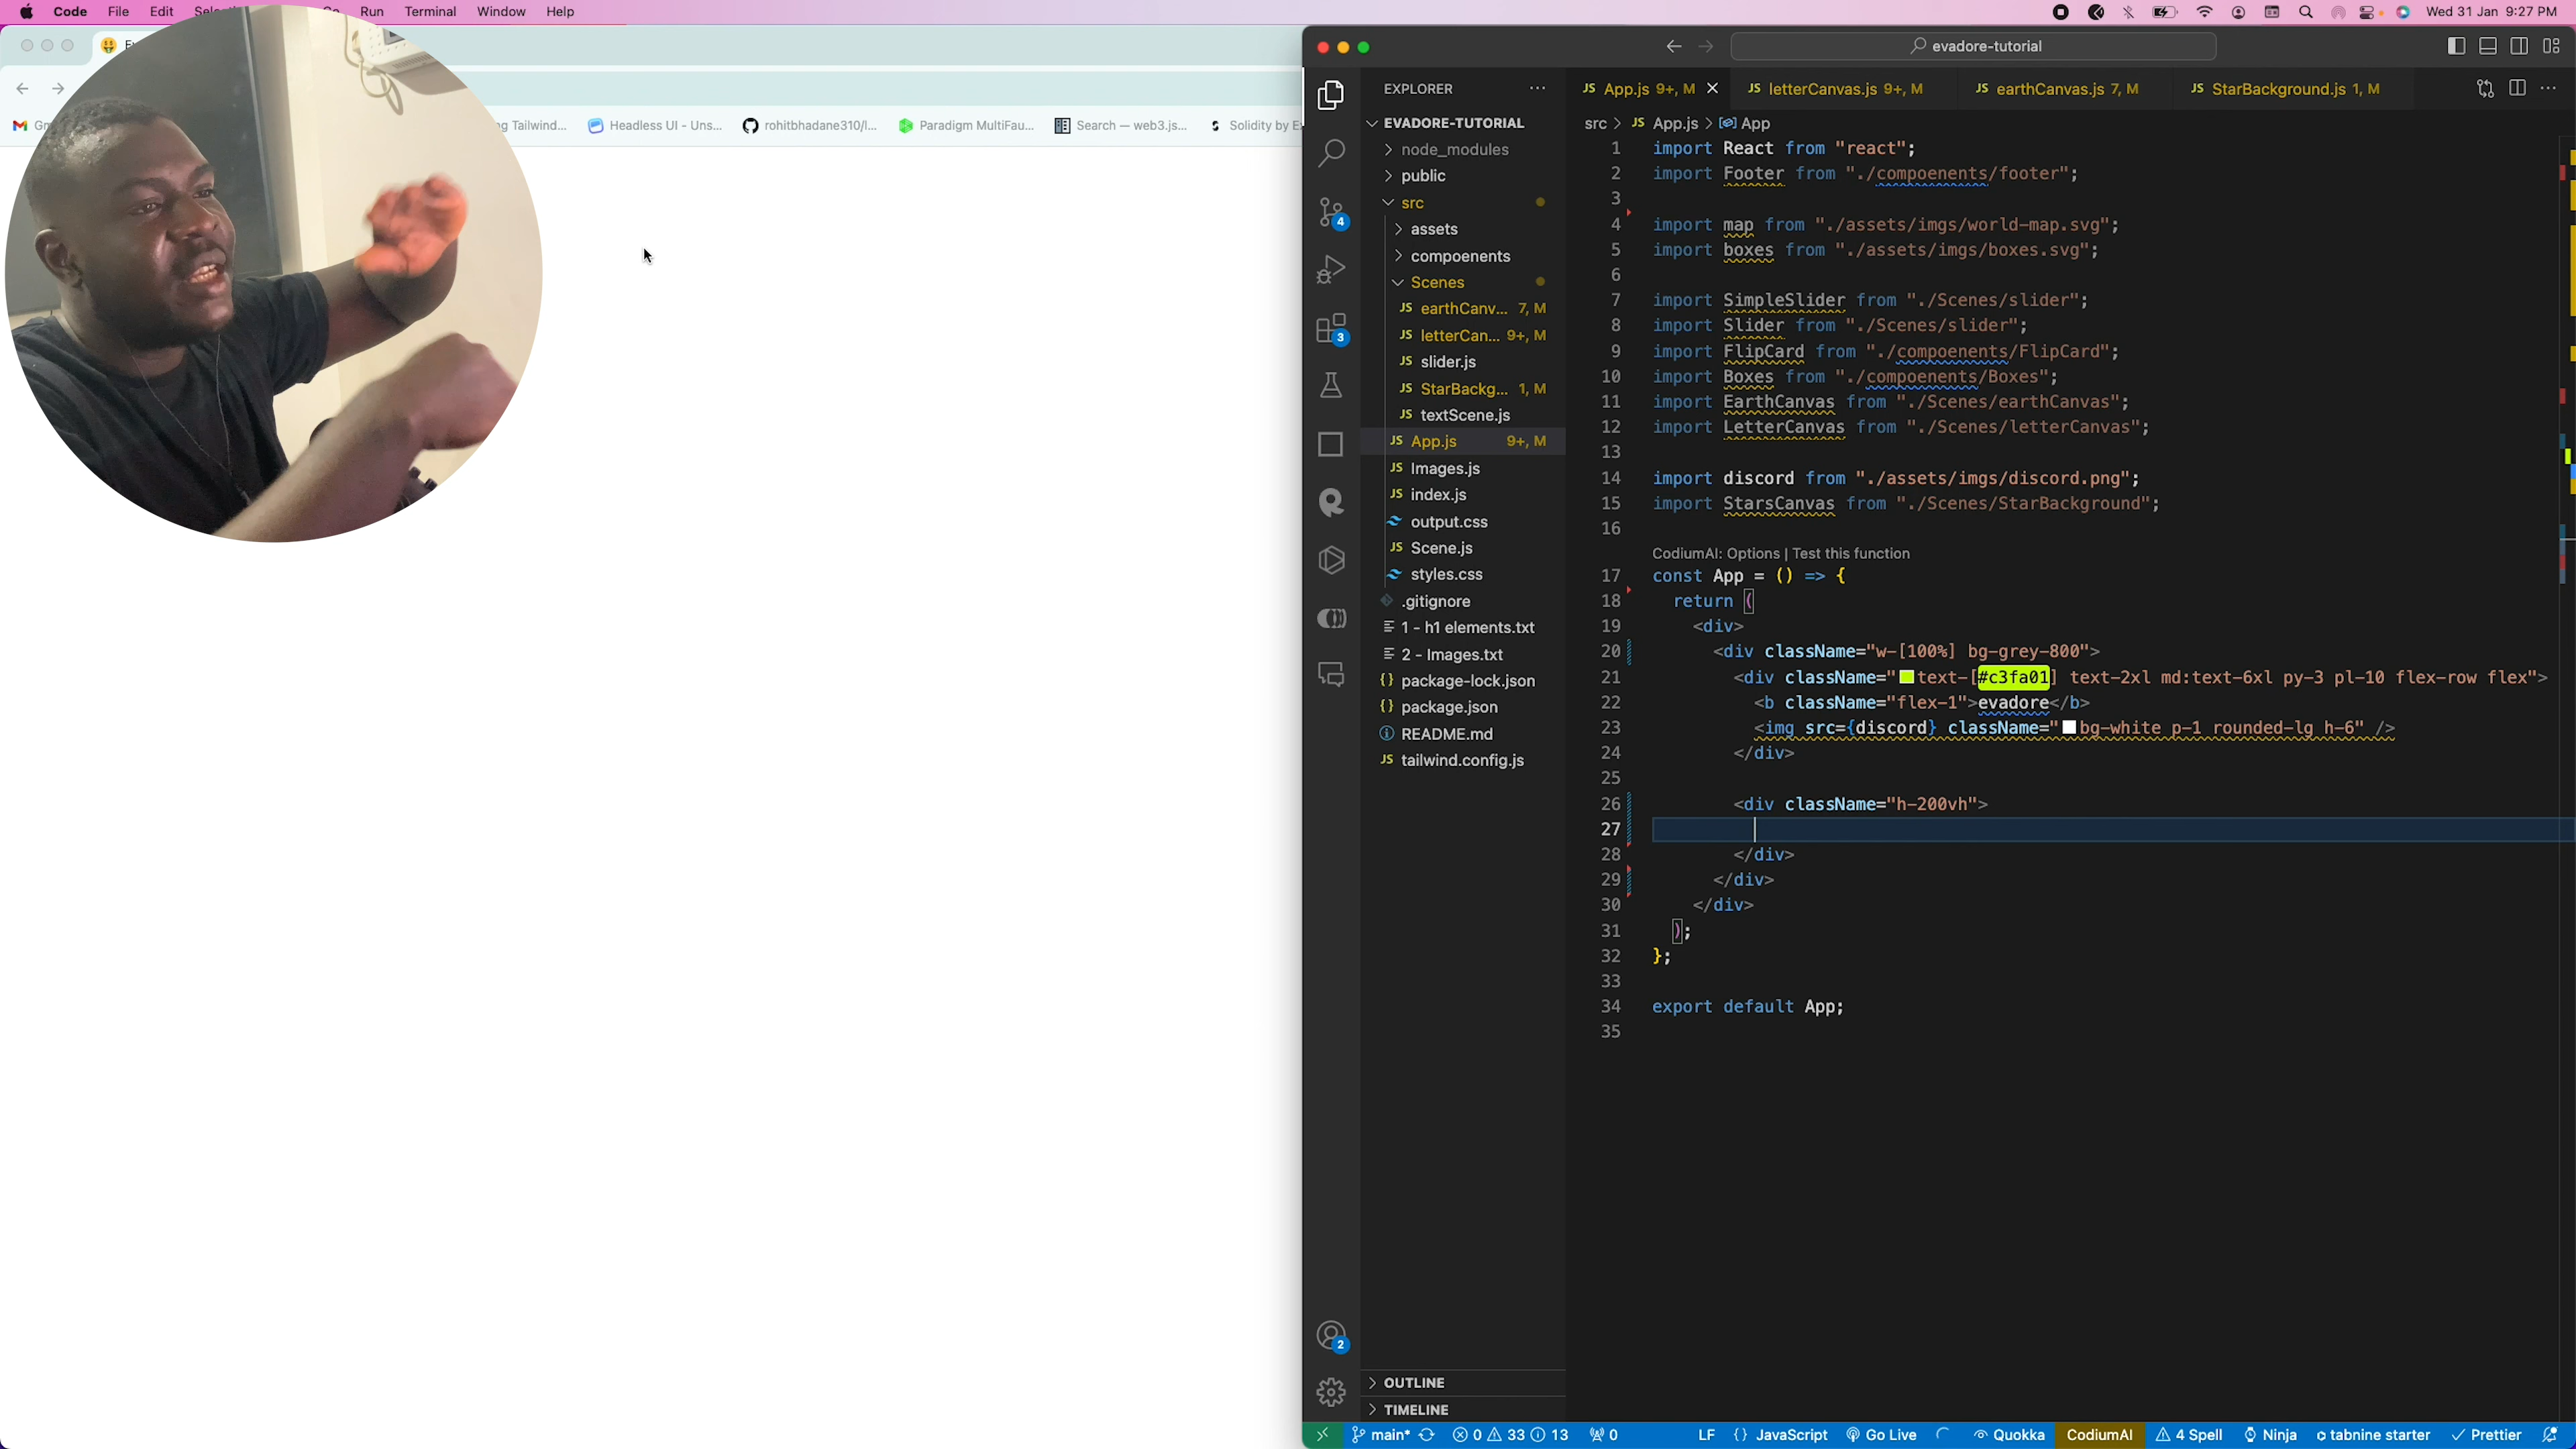 Code File Edit Go Run Terminal Window Help Wed 31 Jan 9:27 PM
evadore-tutorial
EXPLORER
App.js 9+, M letterCanvas.js 9+, M earthCanvas.js 7, M StarBackground.js 1, M
ng Tailwind... Headless UI - Uns... rohitbhadane310/l... Paradigm MultiFau... Search — web3.js... Solidity by Ex
EVADORE-TUTORIAL
node_modules
public
src
assets
compoenents
Scenes
earthCanv... 7, M
letterCan... 9+, M
slider.js
StarBackg... 1, M
textScene.js
App.js 9+, M
Images.js
index.js
output.css
Scene.js
styles.css
.gitignore
1 - h1 elements.txt
2 - Images.txt
package-lock.json
package.json
README.md
tailwind.config.js
OUTLINE
TIMELINE
4
3
2
src > JS App.js > App
1 import React from "react";
2 import Footer from "./compoenents/footer";
3
4 import map from "./assets/imgs/world-map.svg";
5 import boxes from "./assets/imgs/boxes.svg";
6
7 import SimpleSlider from "./Scenes/slider";
8 import Slider from "./Scenes/slider";
9 import FlipCard from "./compoenents/FlipCard";
10 import Boxes from "./compoenents/Boxes";
11 import EarthCanvas from "./Scenes/earthCanvas";
12 import LetterCanvas from "./Scenes/letterCanvas";
13
14 import discord from "./assets/imgs/discord.png";
15 import StarsCanvas from "./Scenes/StarBackground";
16
CodiumAI: Options | Test this function
17 const App = () => {
18 return (
19 <div>
20 <div className="w-[100%] bg-grey-800">
21 <div className="text-[#c3fa01] text-2xl md:text-6xl py-3 pl-10 flex-row flex">
22 <b className="flex-1">evadore</b>
23 <img src={discord} className="bg-white p-1 rounded-lg h-6" />
24 </div>
25
26 <div className="h-200vh">
27
28 </div>
29 </div>
30 </div>
31 );
32 };
33
34 export default App;
35
main* 0 33 13 0 LF {} JavaScript Go Live Quokka CodiumAI 4 Spell Ninja tabnine starter Prettier